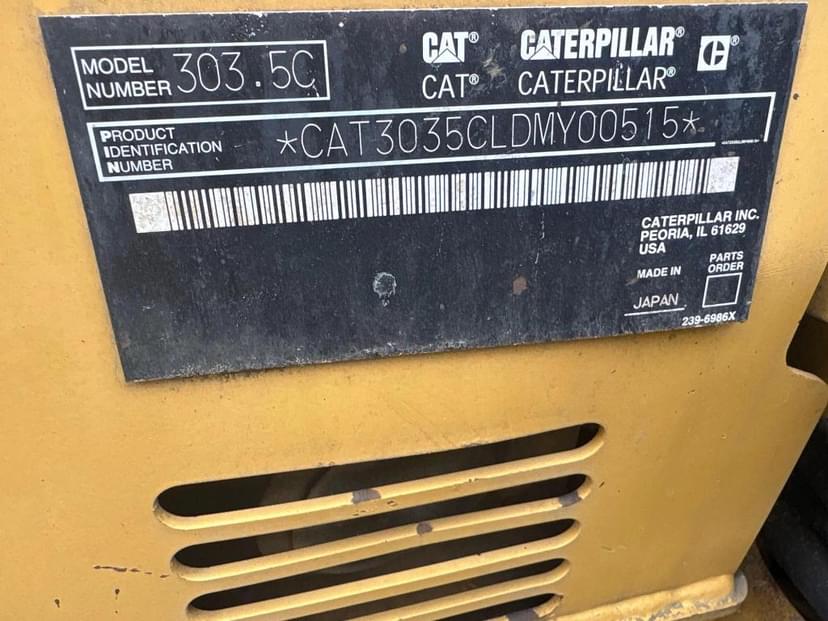 MODEL NUMBER 303.5C
CAT® CATERPILLAR® ®
CAT® CATERPILLAR®
PRODUCT IDENTIFICATION NUMBER *CAT3035CLDMY00515*
CATERPILLAR INC.
PEORIA, IL 61629
USA
MADE IN
JAPAN
PARTS
ORDER
239-6986X